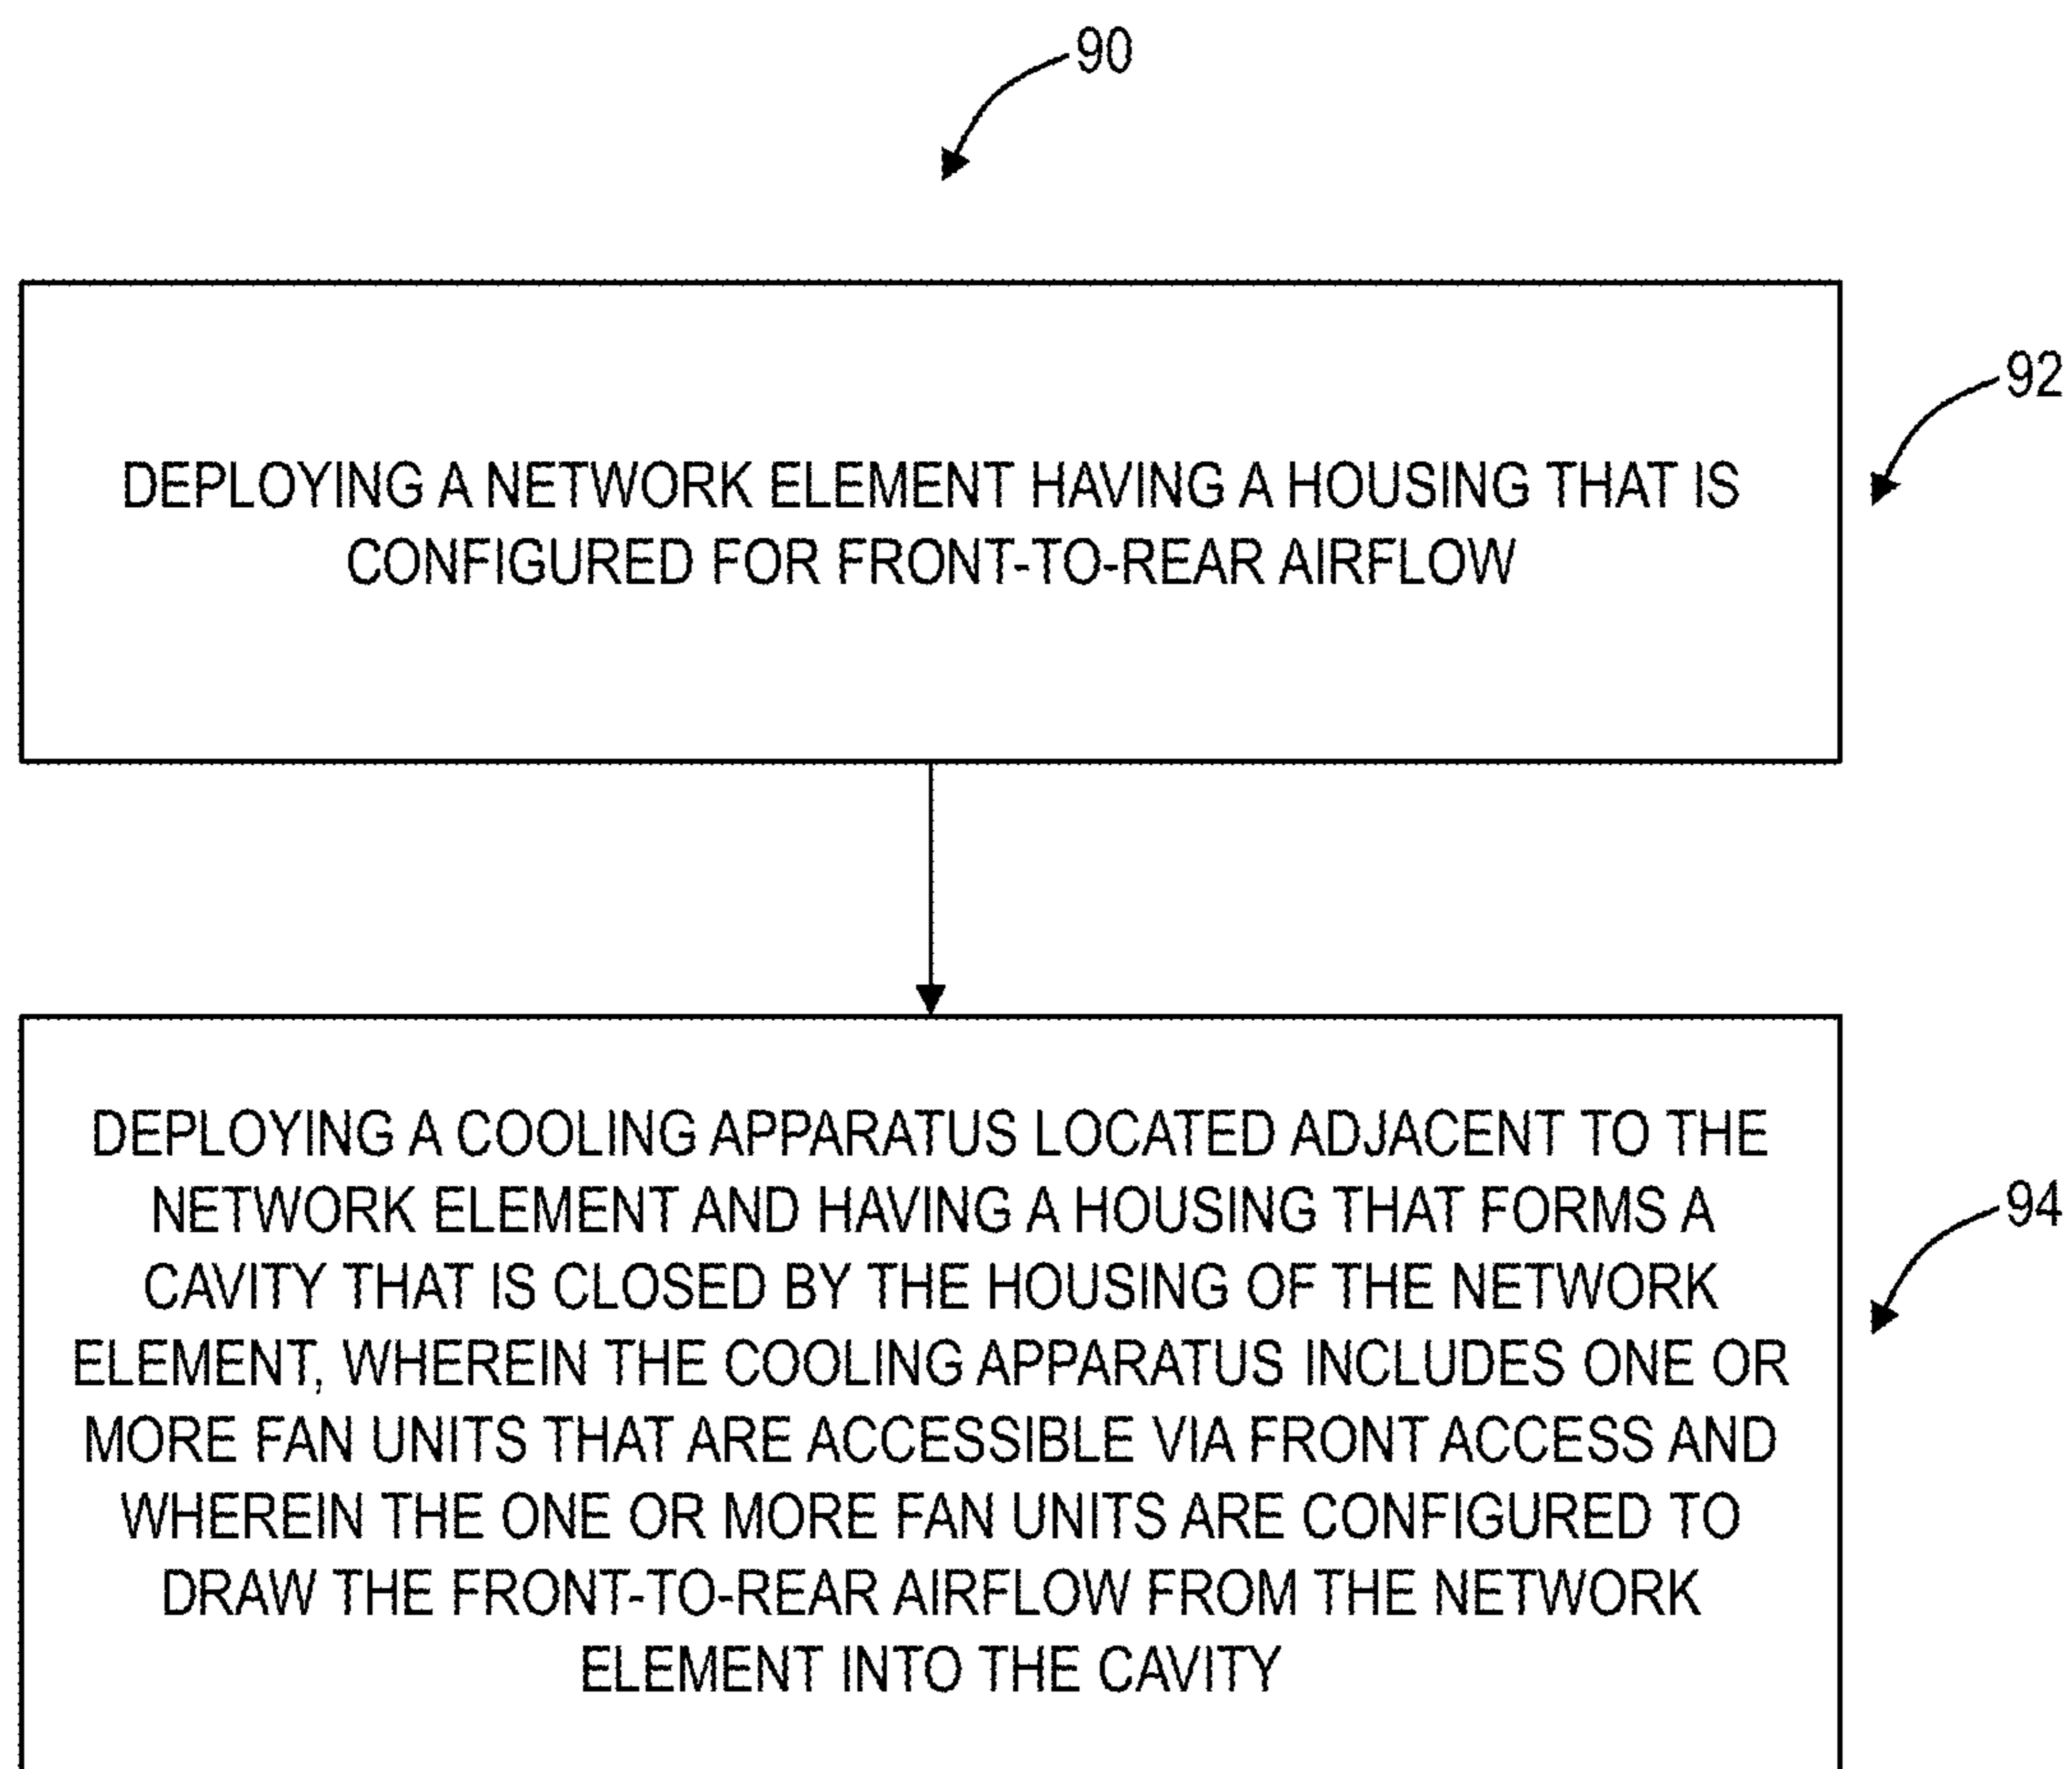 90
92
DEPLOYING A NETWORK ELEMENT HAVING A HOUSING THAT IS
CONFIGURED FOR FRONT-TO-REAR AIRFLOW
DEPLOYING A COOLING APPARATUS LOCATED ADJACENT TO THE
NETWORK ELEMENT AND HAVING A HOUSING THAT FORMS A
94
CAVITY THAT IS CLOSED BY THE HOUSING OF THE NETWORK
ELEMENT, WHEREIN THE COOLING APPARATUS INCLUDES ONE OR
MORE FAN UNITS THAT ARE ACCESSIBLE VIA FRONT ACCESS AND
WHEREIN THE ONE OR MORE FAN UNITS ARE CONFIGURED TO
DRAW THE FRONT-TO-REAR AIRFLOW FROM THE NETWORK
ELEMENT INTO THE CAVITY